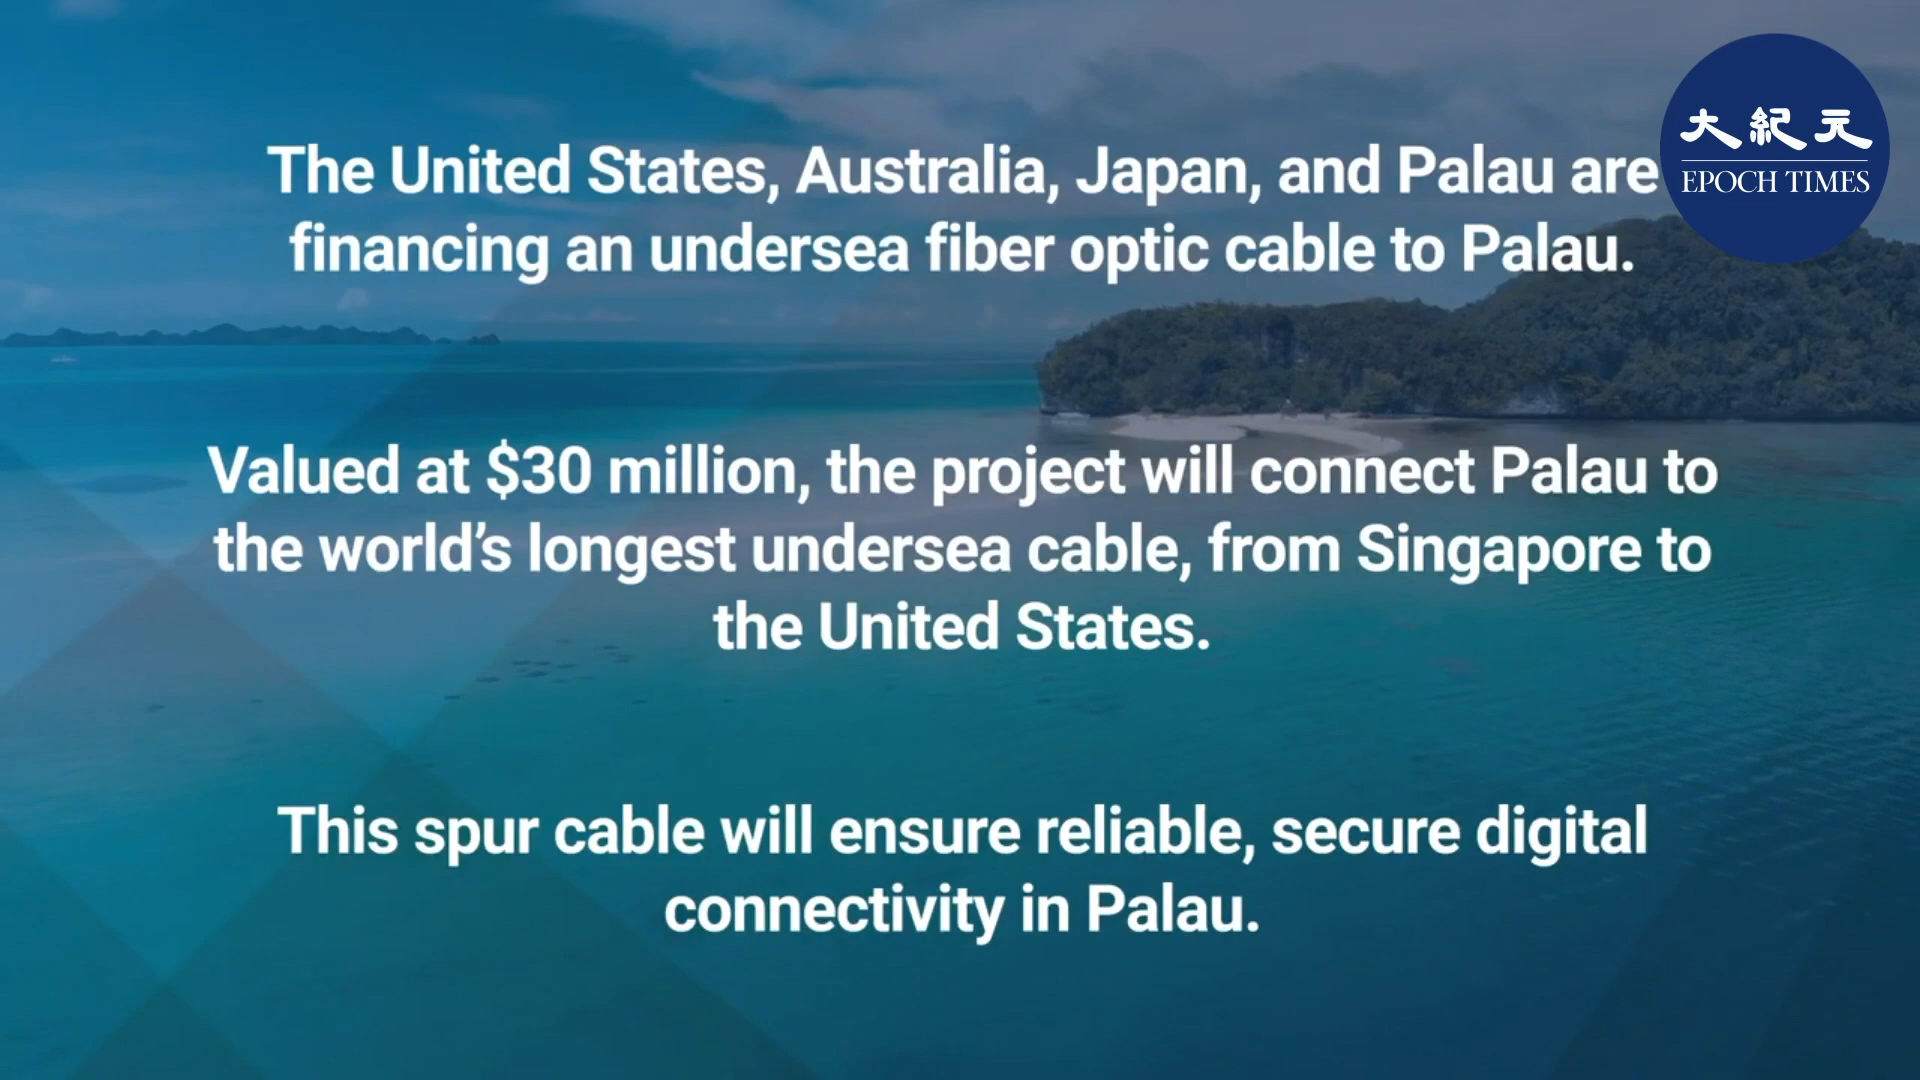 The United States, Australia, Japan, and Palau are
financing an undersea fiber optic cable to Palau.
大紀元
EPOCH TIMES
Valued at $30 million, the project will connect Palau to
the world’s longest undersea cable, from Singapore to
the United States.
This spur cable will ensure reliable, secure digital
connectivity in Palau.